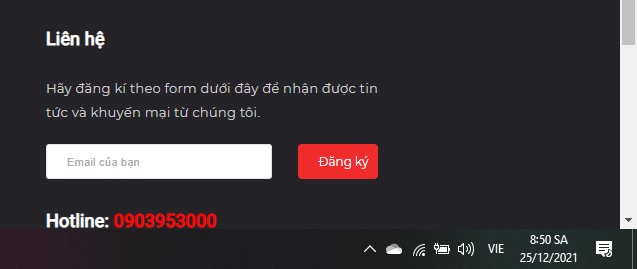 Liên hệ
Hãy đăng kí theo form dưới đây để nhận được tin
tức và khuyến mại từ chúng tôi.
Email của bạn
Đăng ký
Hotline: 0903953000
VIE
8:50 SA
25/12/2021